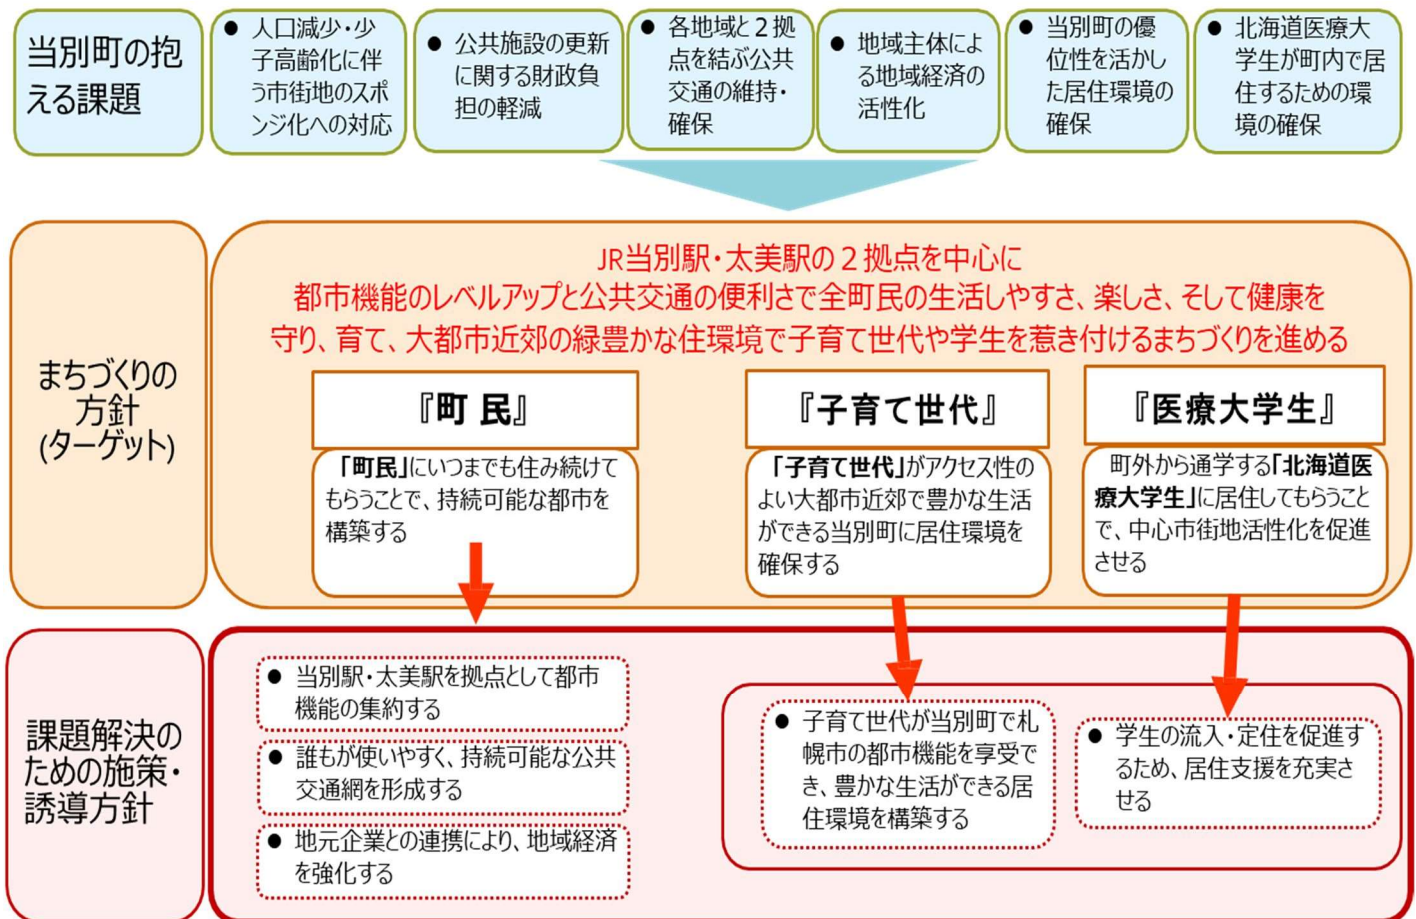 当別町の抱
える課題
● 人口減少・少
子高齢化に伴
う市街地のスポ
ンジ化への対応
● 公共施設の更新
に関する財政負
担の軽減
● 各地域と２拠
点を結ぶ公共
交通の維持・
確保
● 地域主体によ
る地域経済の
活性化
● 当別町の優
位性を活かし
た居住環境の
確保
● 北海道医療大
学生が町内で居
住するための環
境の確保
まちづくりの
方針
(ターゲット)
JR当別駅・太美駅の２拠点を中心に
都市機能のレベルアップと公共交通の便利さで全町民の生活しやすさ、楽しさ、そして健康を
守り、育て、大都市近郊の緑豊かな住環境で子育て世代や学生を惹き付けるまちづくりを進める
『町 民』
「町民」にいつまでも住み続けて
もらうことで、持続可能な都市を
構築する
『子育て世代』
「子育て世代」がアクセス性の
よい大都市近郊で豊かな生活
ができる当別町に居住環境を
確保する
『医療大学生』
町外から通学する「北海道医
療大学生」に居住してもらうこと
で、中心市街地活性化を促進
させる
課題解決の
ための施策・
誘導方針
● 当別駅・太美駅を拠点として都市
機能の集約する
● 誰もが使いやすく、持続可能な公共
交通網を形成する
● 地元企業との連携により、地域経済
を強化する
● 子育て世代が当別町で札
幌市の都市機能を享受で
き、豊かな生活ができる居
住環境を構築する
● 学生の流入・定住を促進す
るため、居住支援を充実さ
せる